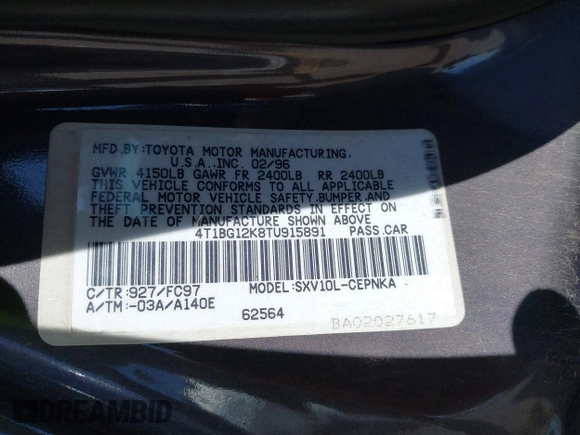 MFD.BY:TOYOTA MOTOR MANUFACTURING,
U.S.A.,INC. 02/96
GVWR 4150LB GAWR FR 2400LB RR 2400LB
THIS VEHICLE CONFORMS TO ALL APPLICABLE
FEDERAL MOTOR VEHICLE SAFETY,BUMPER,AND
THEFT PREVENTION STANDARDS IN EFFECT ON
THE DATE OF MANUFACTURE SHOWN ABOVE
4T1BG12K8TU915891 PASS.CAR
C/TR:927/FC97 MODEL:SXV10L-CEPNKA
A/TM:-03A/A140E
62564
BA02027617
DREAMBID